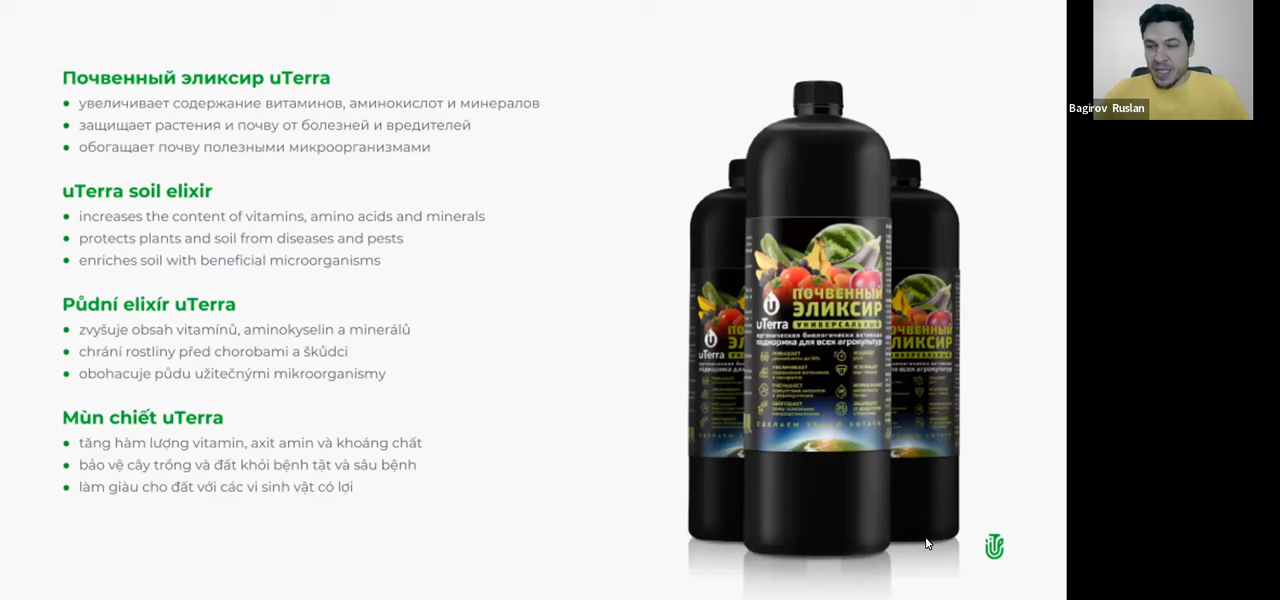 Почвенный эликсир uTerra
увеличивает содержание витаминов, аминокислот и минералов
защищает растения и почву от болезней и вредителей
обогащает почву полезными микроорганизмами
uTerra soil elixir
increases the content of vitamins, amino acids and minerals
protects plants and soil from diseases and pests
enriches soil with beneficial microorganisms
Půdní elixír uTerra
zvyšuje obsah vitamínů, aminokyselin a minerálů
chrání rostliny před chorobami a škůdci
obohacuje půdu užitečnými mikroorganismy
Mùn chiết uTerra
tăng hàm lượng vitamin, axit amin và khoáng chất
bảo vệ cây trồng và đất khỏi bệnh tật và sâu bệnh
làm giàu cho đất với các vi sinh vật có lợi
uTerra
ПОЧВЕННЫЙ
ЭЛИКСИР
УНИВЕРСАЛЬНЫЙ
органическая биологически активная
подкормка для всех агрокультур
Bagirov Ruslan